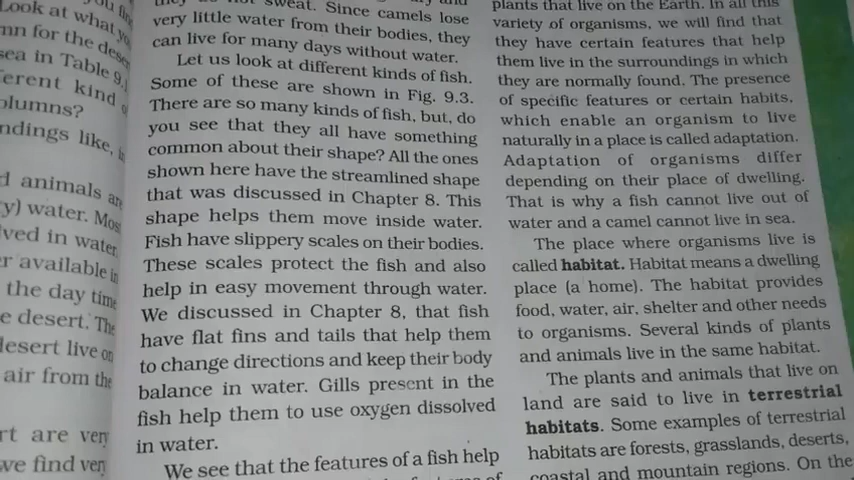 Look at what
mn for the desert
sea in Table 9.1
erent kind
olumns?
ndings like,
d animals are
y) water. Most
ved in water
r available in
the day time
e desert. The
desert live on
air from the
rt are very
we find very
sweat. Since camels lose
very little water from their bodies, they
can live for many days without water.
Let us look at different kinds of fish.
Some of these are shown in Fig. 9.3.
There are so many kinds of fish, but, do
you see that they all have something
common about their shape? All the ones
shown here have the streamlined shape
that was discussed in Chapter 8. This
shape helps them move inside water.
Fish have slippery scales on their bodies.
These scales protect the fish and also
help in easy movement through water.
We discussed in Chapter 8, that fish
have flat fins and tails that help them
to change directions and keep their body
balance in water. Gills present in the
fish help them to use oxygen dissolved
in water.
We see that the features of a fish help
plants that live on the Earth. In all this
variety of organisms, we will find that
they have certain features that help
them live in the surroundings in which
they are normally found. The presence
of specific features or certain habits,
which enable an organism to live
naturally in a place is called adaptation.
Adaptation of organisms differ
depending on their place of dwelling.
That is why a fish cannot live out of
water and a camel cannot live in sea.
The place where organisms live is
called habitat. Habitat means a dwelling
place (a home). The habitat provides
food, water, air, shelter and other needs
to organisms. Several kinds of plants
and animals live in the same habitat.
The plants and animals that live on
land are said to live in terrestrial
habitats. Some examples of terrestrial
habitats are forests, grasslands, deserts,
coastal and mountain regions. On the